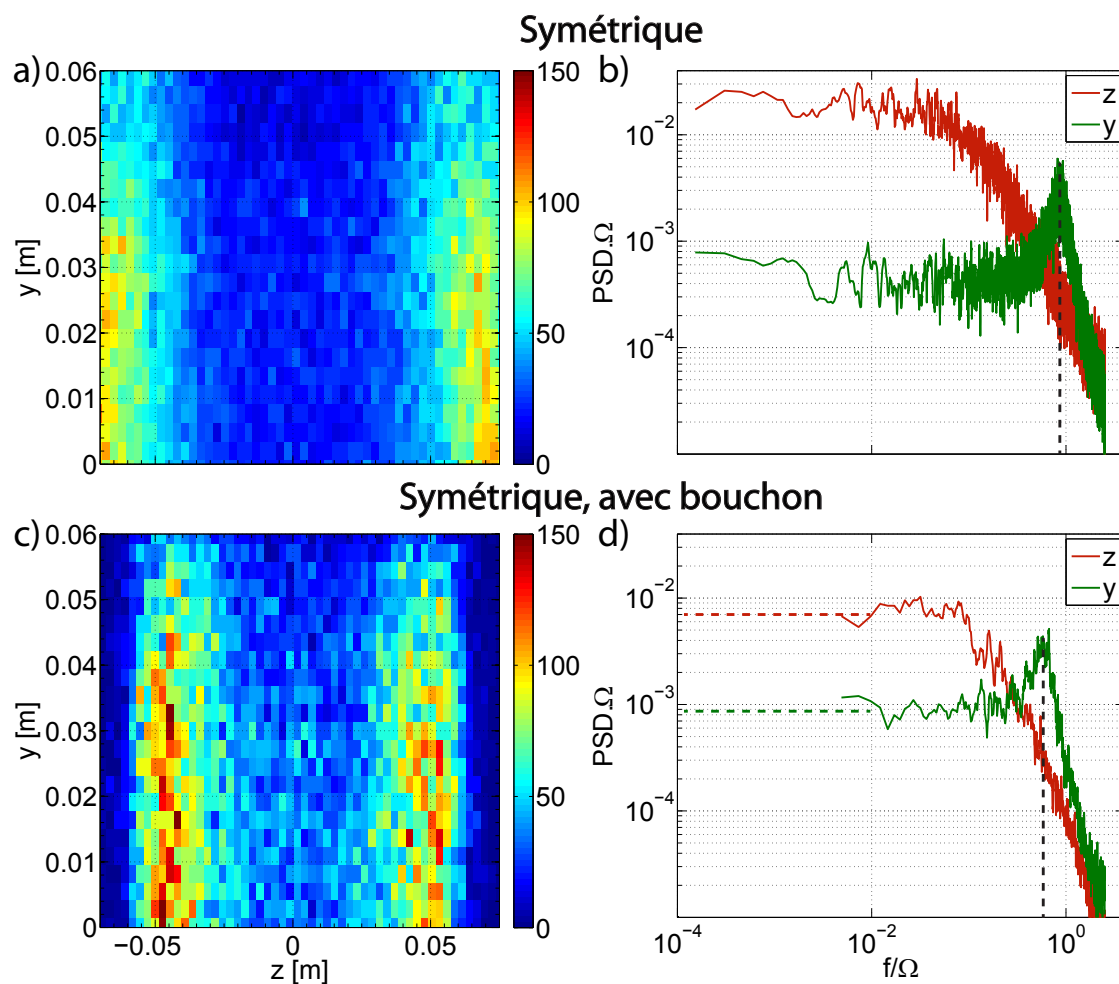 Symétrique
a)
0.06
0.05
0.04
0.03
0.02
0.01
0
y [m]
150
100
50
0
b)
z
y
10⁻²
10⁻³
10⁻⁴
PSD.Ω
Symétrique, avec bouchon
c)
0.06
0.05
0.04
0.03
0.02
0.01
0
y [m]
−0.05
0
0.05
z [m]
150
100
50
0
d)
z
y
10⁻²
10⁻³
10⁻⁴
PSD.Ω
10⁻⁴
10⁻²
10⁰
f/Ω